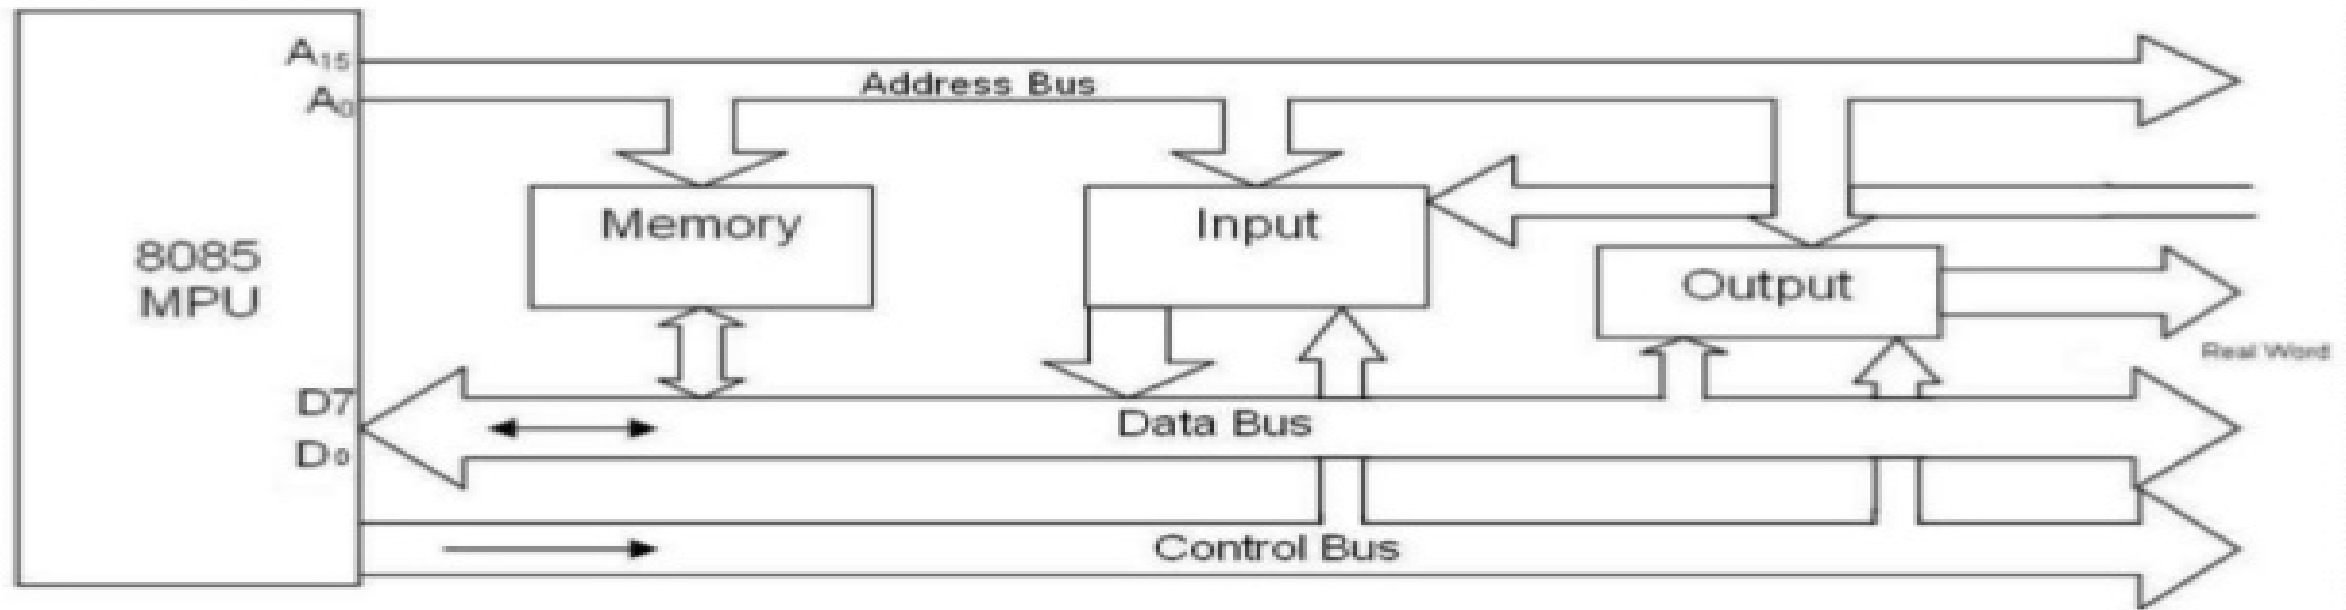 A15
Address Bus
A0
Memory
Input
8085
MPU
Output
Real Word
D7
Data Bus
D0
Control Bus